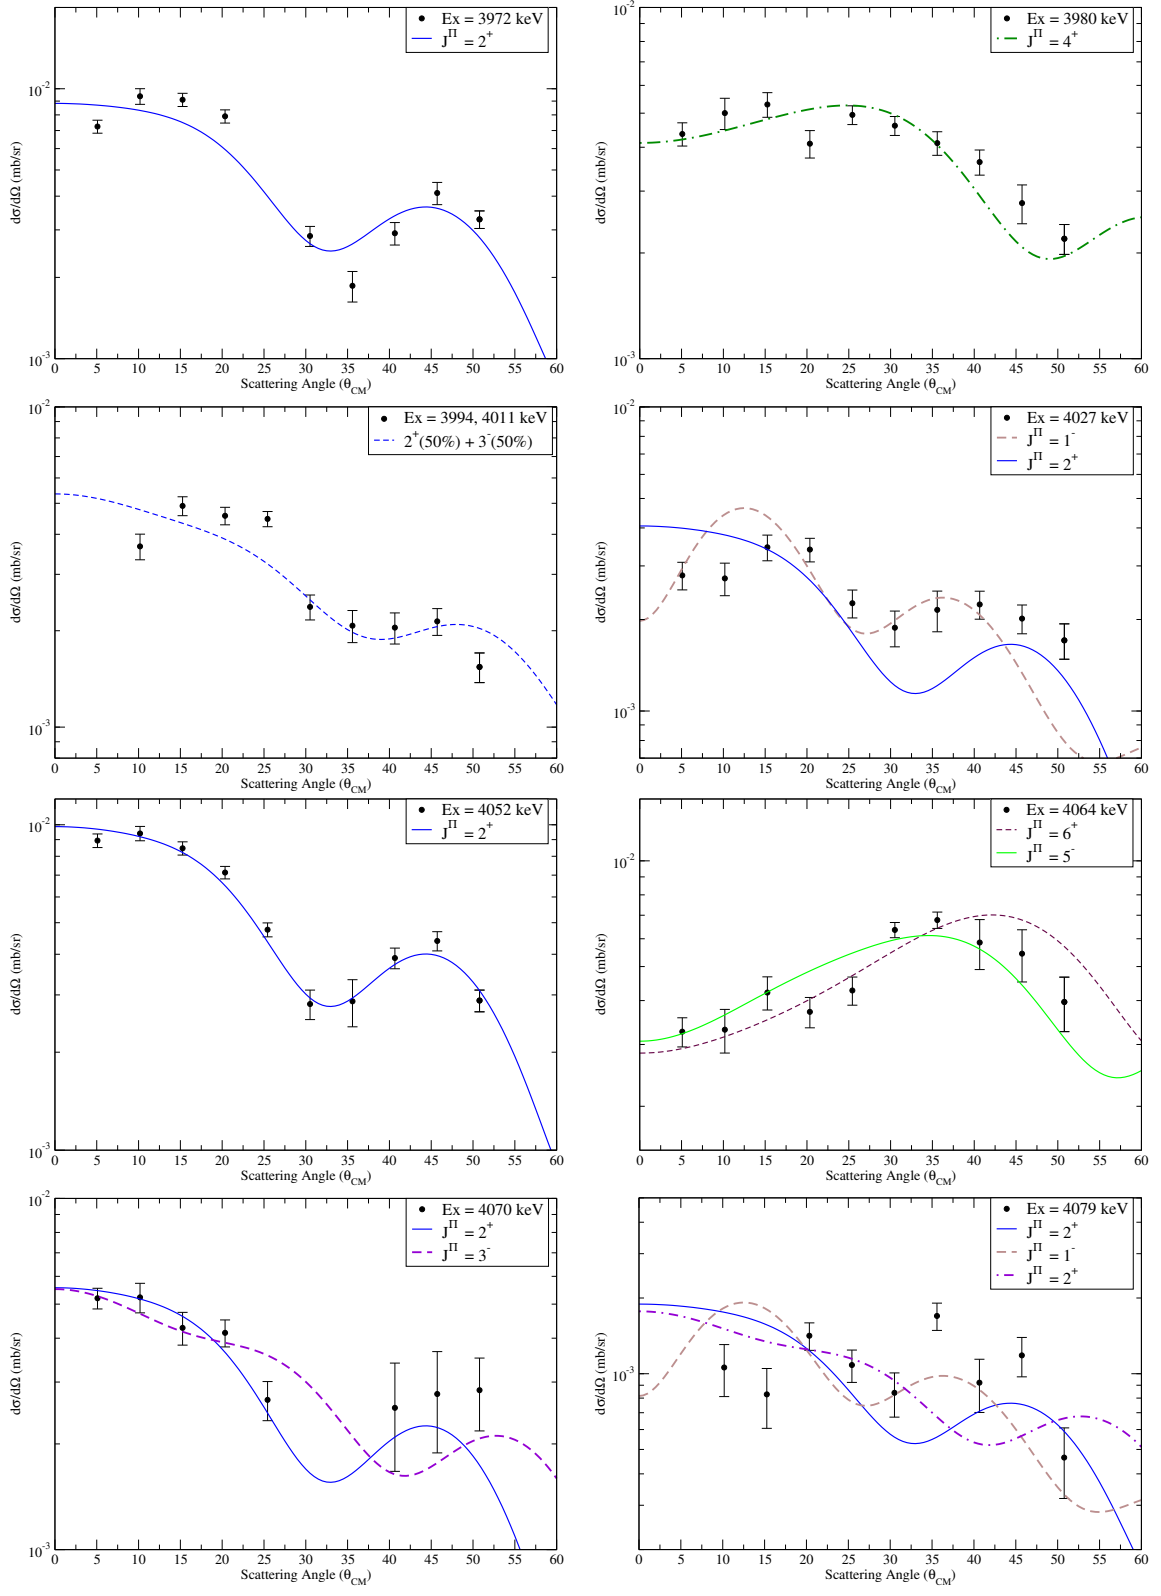 Ex = 3972 keV
J^Π = 2^+
10^-2
10^-3
dσ/dΩ (mb/sr)
0 5 10 15 20 25 30 35 40 45 50 55 60
Scattering Angle (θ_CM)
Ex = 3980 keV
J^Π = 4^+
10^-2
10^-3
dσ/dΩ (mb/sr)
0 5 10 15 20 25 30 35 40 45 50 55 60
Scattering Angle (θ_CM)
Ex = 3994, 4011 keV
2^+(50%) + 3^-(50%)
10^-2
10^-3
dσ/dΩ (mb/sr)
0 5 10 15 20 25 30 35 40 45 50 55 60
Scattering Angle (θ_CM)
Ex = 4027 keV
J^Π = 1^-
J^Π = 2^+
10^-2
10^-3
dσ/dΩ (mb/sr)
0 5 10 15 20 25 30 35 40 45 50 55 60
Scattering Angle (θ_CM)
Ex = 4052 keV
J^Π = 2^+
10^-2
10^-3
dσ/dΩ (mb/sr)
0 5 10 15 20 25 30 35 40 45 50 55 60
Scattering Angle (θ_CM)
Ex = 4064 keV
J^Π = 6^+
J^Π = 5^-
10^-2
dσ/dΩ (mb/sr)
0 5 10 15 20 25 30 35 40 45 50 55 60
Scattering Angle (θ_CM)
Ex = 4070 keV
J^Π = 2^+
J^Π = 3^-
10^-2
10^-3
dσ/dΩ (mb/sr)
0 5 10 15 20 25 30 35 40 45 50 55 60
Scattering Angle (θ_CM)
Ex = 4079 keV
J^Π = 2^+
J^Π = 1^-
J^Π = 2^+
10^-3
dσ/dΩ (mb/sr)
0 5 10 15 20 25 30 35 40 45 50 55 60
Scattering Angle (θ_CM)